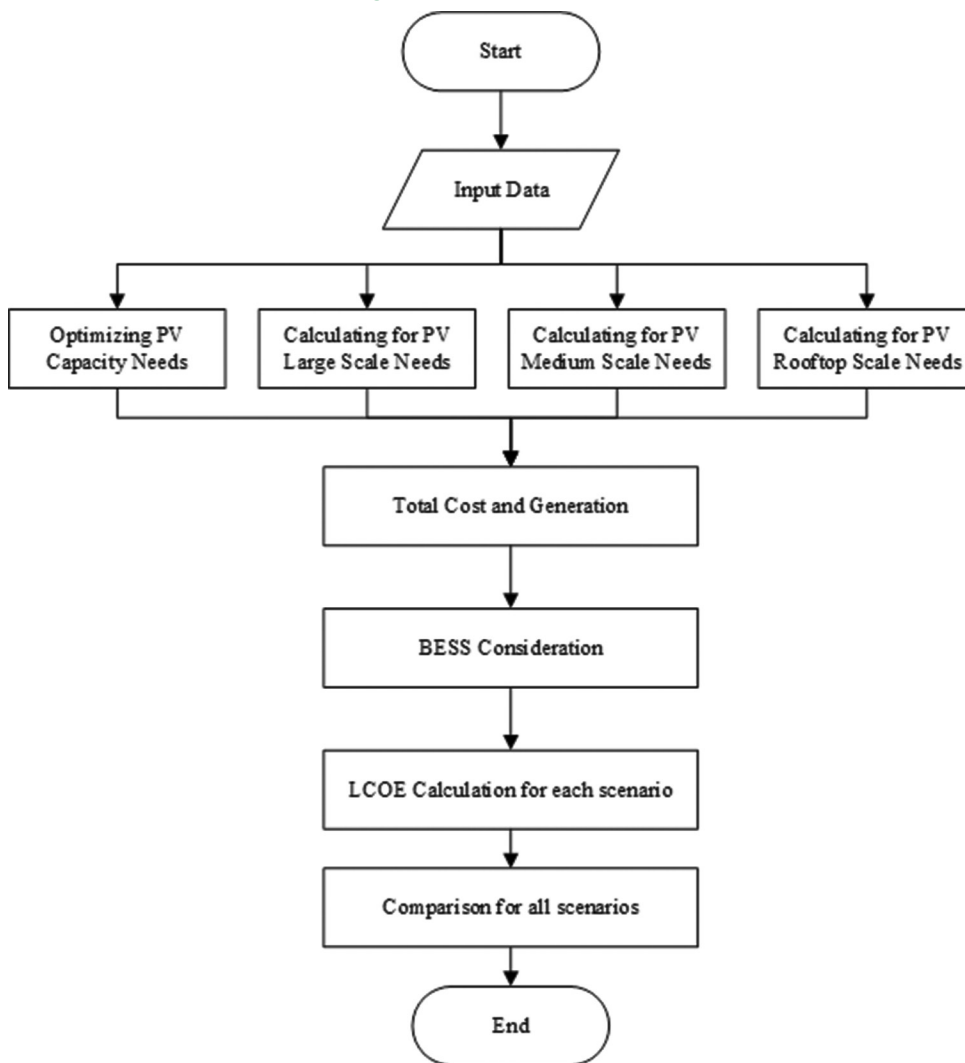 Start
Input Data
Optimizing PV
Capacity Needs
Calculating for PV
Large Scale Needs
Calculating for PV
Medium Scale Needs
Calculating for PV
Rooftop Scale Needs
Total Cost and Generation
BESS Consideration
LCOE Calculation for each scenario
Comparison for all scenarios
End